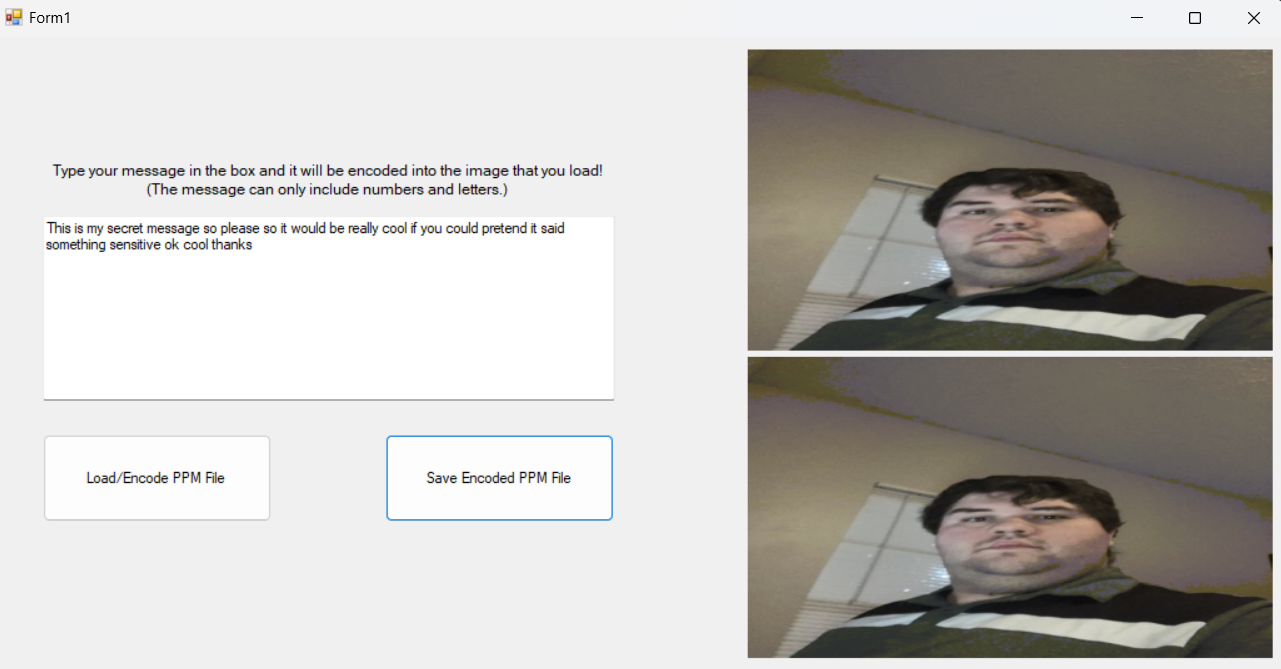 Form1
Type your message in the box and it will be encoded into the image that you load!
(The message can only include numbers and letters.)
This is my secret message so please so it would be really cool if you could pretend it said
something sensitive ok cool thanks
Load/Encode PPM File
Save Encoded PPM File